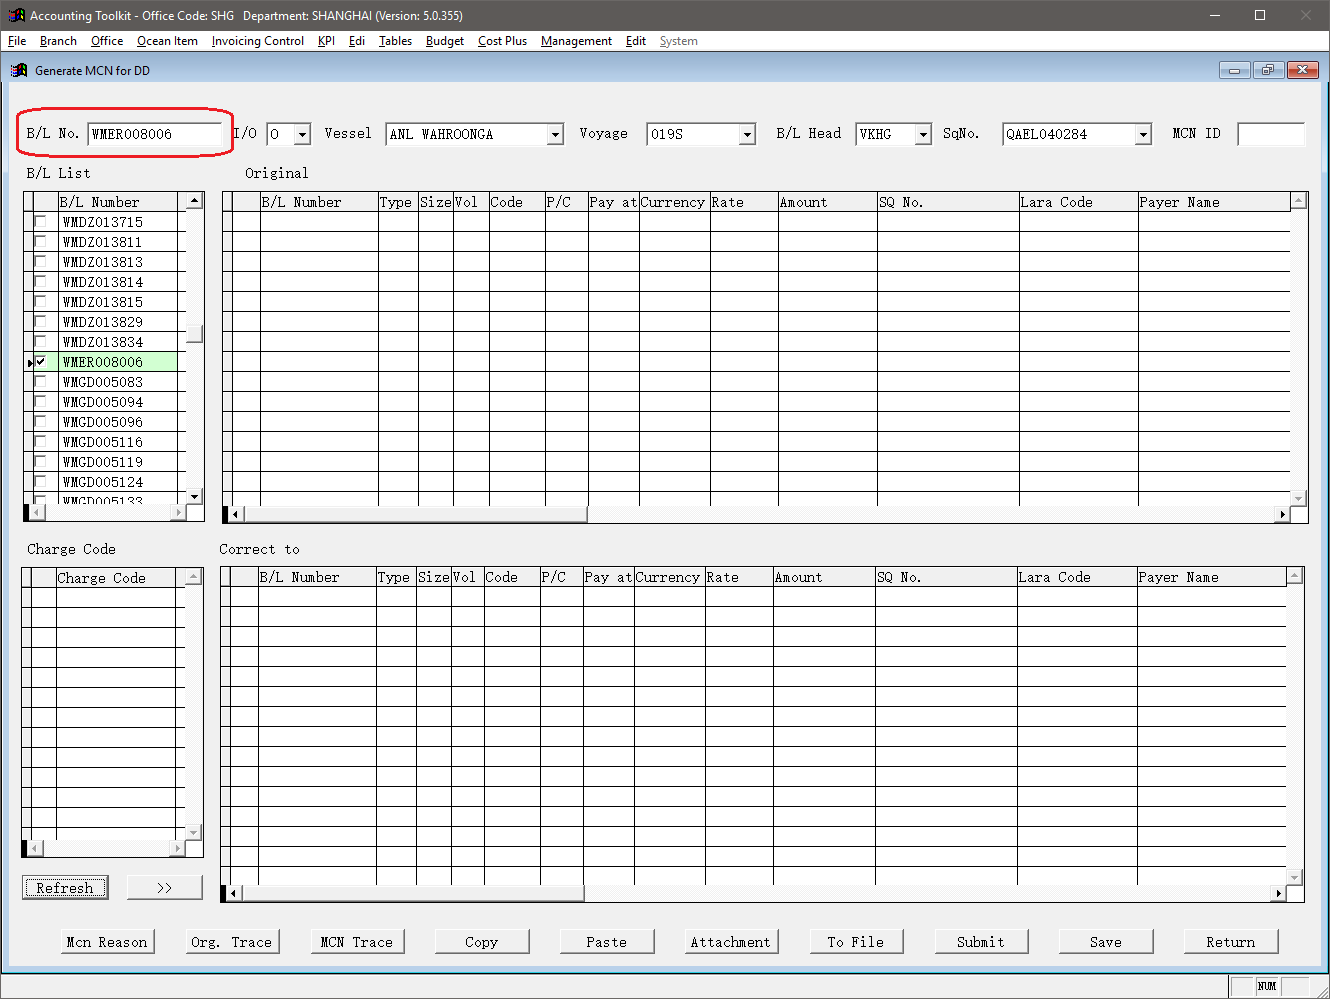 Accounting Toolkit - Office Code: SHG   Department: SHANGHAI (Version: 5.0.355)
File Branch Office Ocean Item Invoicing Control KPI Edi Tables Budget Cost Plus Management Edit System
Generate MCN for DD
B/L No. WMER008006 I/O O Vessel ANL WAHROONGA Voyage 019S B/L Head VKHG SqNo. QAEL040284 MCN ID
B/L List Original
B/L Number
WMDZ013715
WMDZ013811
WMDZ013813
WMDZ013814
WMDZ013815
WMDZ013829
WMDZ013834
WMER008006
WMGD005083
WMGD005094
WMGD005096
WMGD005116
WMGD005119
WMGD005124
WMGD005133
B/L Number Type Size Vol Code P/C Pay at Currency Rate Amount SQ No. Lara Code Payer Name
Charge Code Correct to
Charge Code
B/L Number Type Size Vol Code P/C Pay at Currency Rate Amount SQ No. Lara Code Payer Name
Refresh >>
Mcn Reason Org. Trace MCN Trace Copy Paste Attachment To File Submit Save Return
NUM